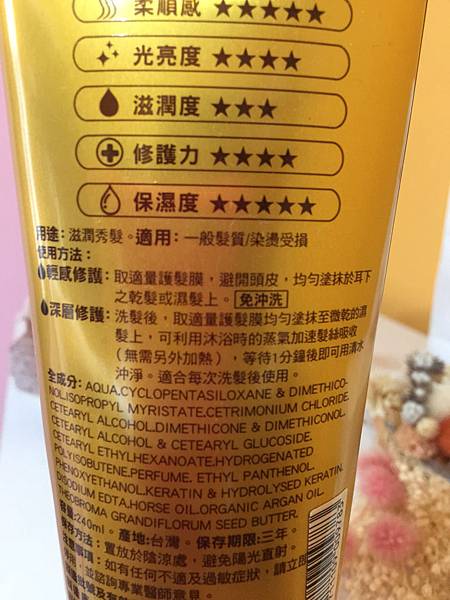 柔順感 ★★★★★
光亮度 ★★★★
滋潤度 ★★★
修護力 ★★★★
保濕度 ★★★★★
用途：滋潤秀髮。適用：一般髮質/染燙受損
使用方法：
輕感修護：取適量護髮膜，避開頭皮，均勻塗抹於耳下
之乾髮或濕髮上。免沖洗
深層修護：洗髮後，取適量護髮膜均勻塗抹至微乾的濕
髮上，可利用沐浴時的蒸氣加速髮絲吸收
（無需另外加熱），等待1分鐘後即可用清水
沖淨。適合每次洗髮後使用。
全成分：AQUA.CYCLOPENTASILOXANE & DIMETHICO-
NOL.ISOPROPYL MYRISTATE.CETRIMONIUM CHLORIDE.
CETEARYL ALCOHOL.DIMETHICONE & DIMETHICONOL.
CETEARYL ALCOHOL & CETEARYL GLUCOSIDE.
CETEARYL ETHYLHEXANOATE.HYDROGENATED
POLYISOBUTENE.PERFUME. ETHYL PANTHENOL.
PHENOXYETHANOL.KERATIN & HYDROLYSED KERATIN.
DISODIUM EDTA.HORSE OIL.ORGANIC ARGAN OIL.
THEOBROMA GRANDIFLORUM SEED BUTTER.
容量:240ml。產地:台灣。保存期限:三年。
保存方法：置放於陰涼處，避免陽光直射。
注意事項：如有任何不適及過敏症狀，請立即
使用，並諮詢專業醫師意見。